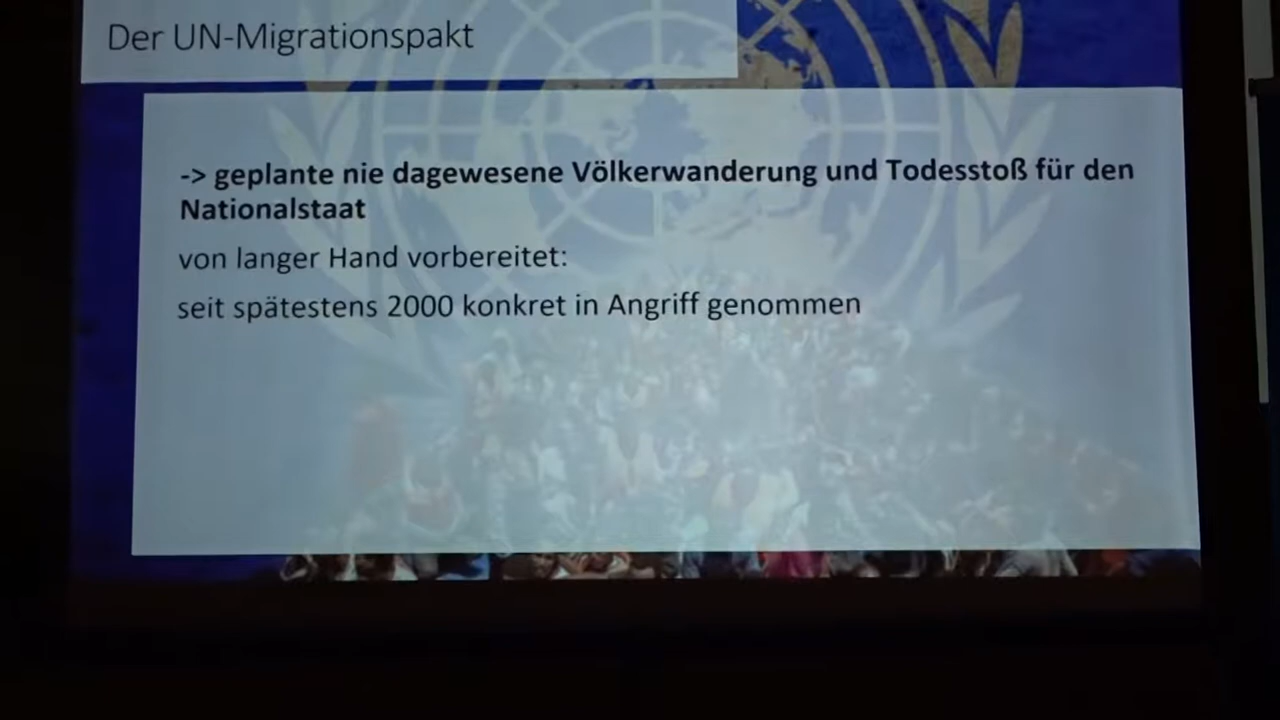 Der UN-Migrationspakt
-> geplante nie dagewesene Völkerwanderung und Todesstoß für den
Nationalstaat
von langer Hand vorbereitet:
seit spätestens 2000 konkret in Angriff genommen